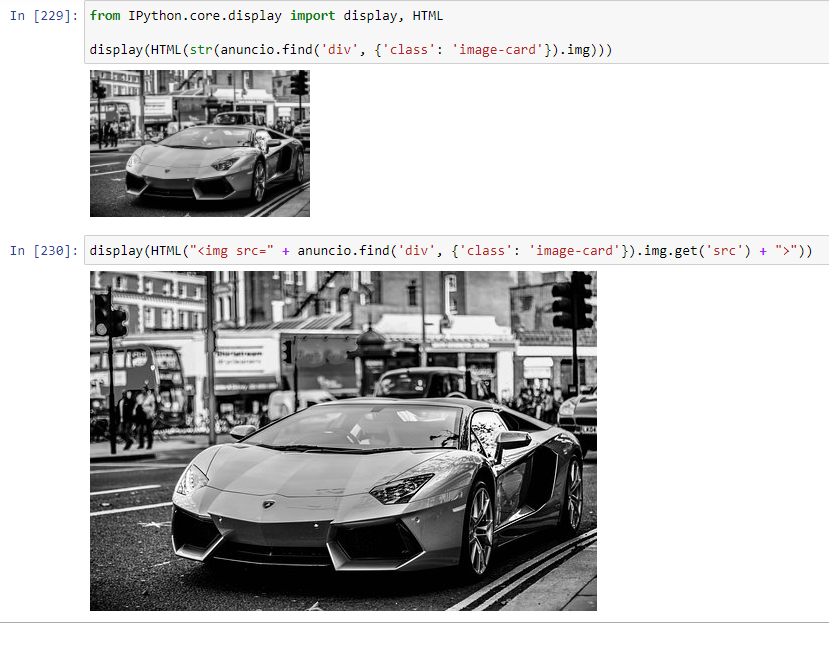 In [229]: from IPython.core.display import display, HTML
display(HTML(str(anuncio.find('div', {'class': 'image-card'}).img)))
In [230]: display(HTML("<img src=" + anuncio.find('div', {'class': 'image-card'}).img.get('src') + ">"))